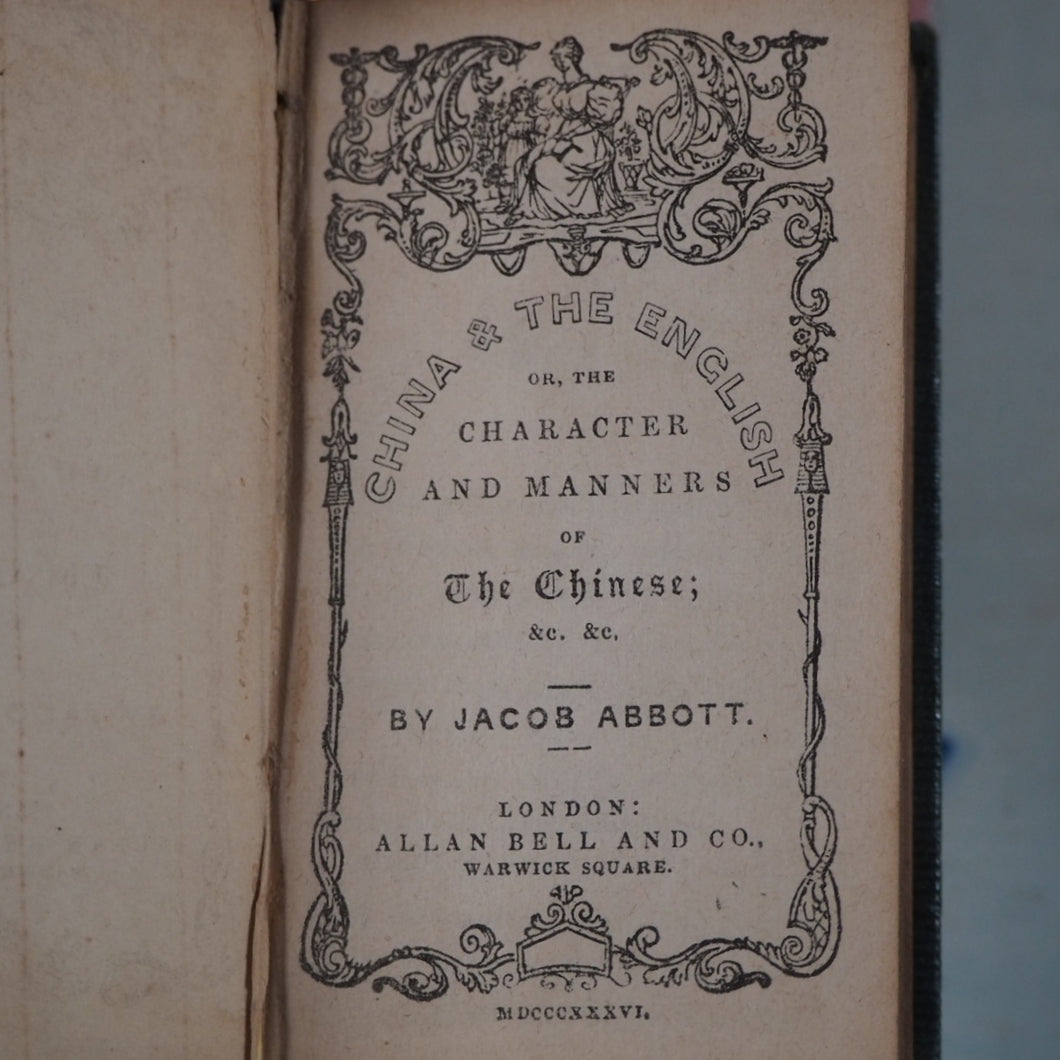 CHINA & THE ENGLISH
OR, THE
CHARACTER
AND MANNERS
OF
The Chinese;
&c. &c.
BY JACOB ABBOTT.
LONDON:
ALLAN BELL AND CO.,
WARWICK SQUARE.
MDCCCXXXVI.